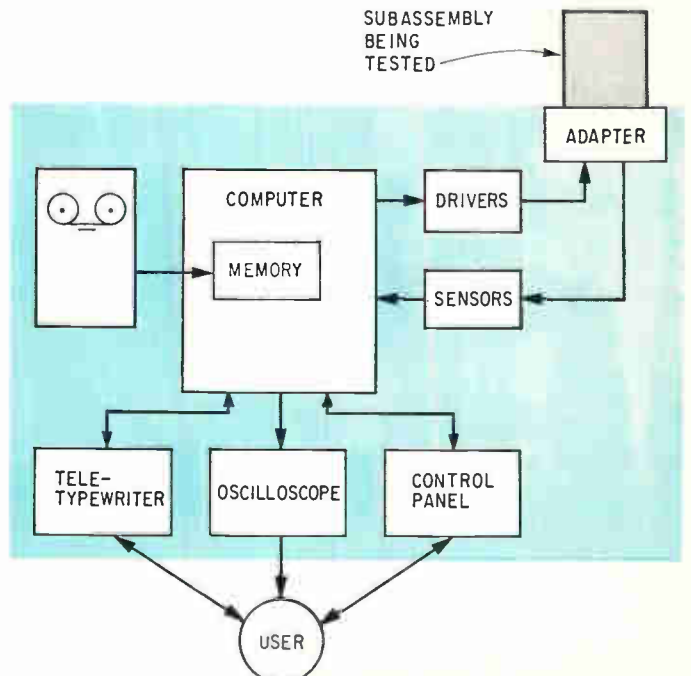 SUBASSEMBLY
BEING
TESTED
ADAPTER
COMPUTER
DRIVERS
MEMORY
SENSORS
TELE-
TYPEWRITER
OSCILLOSCOPE
CONTROL
PANEL
USER